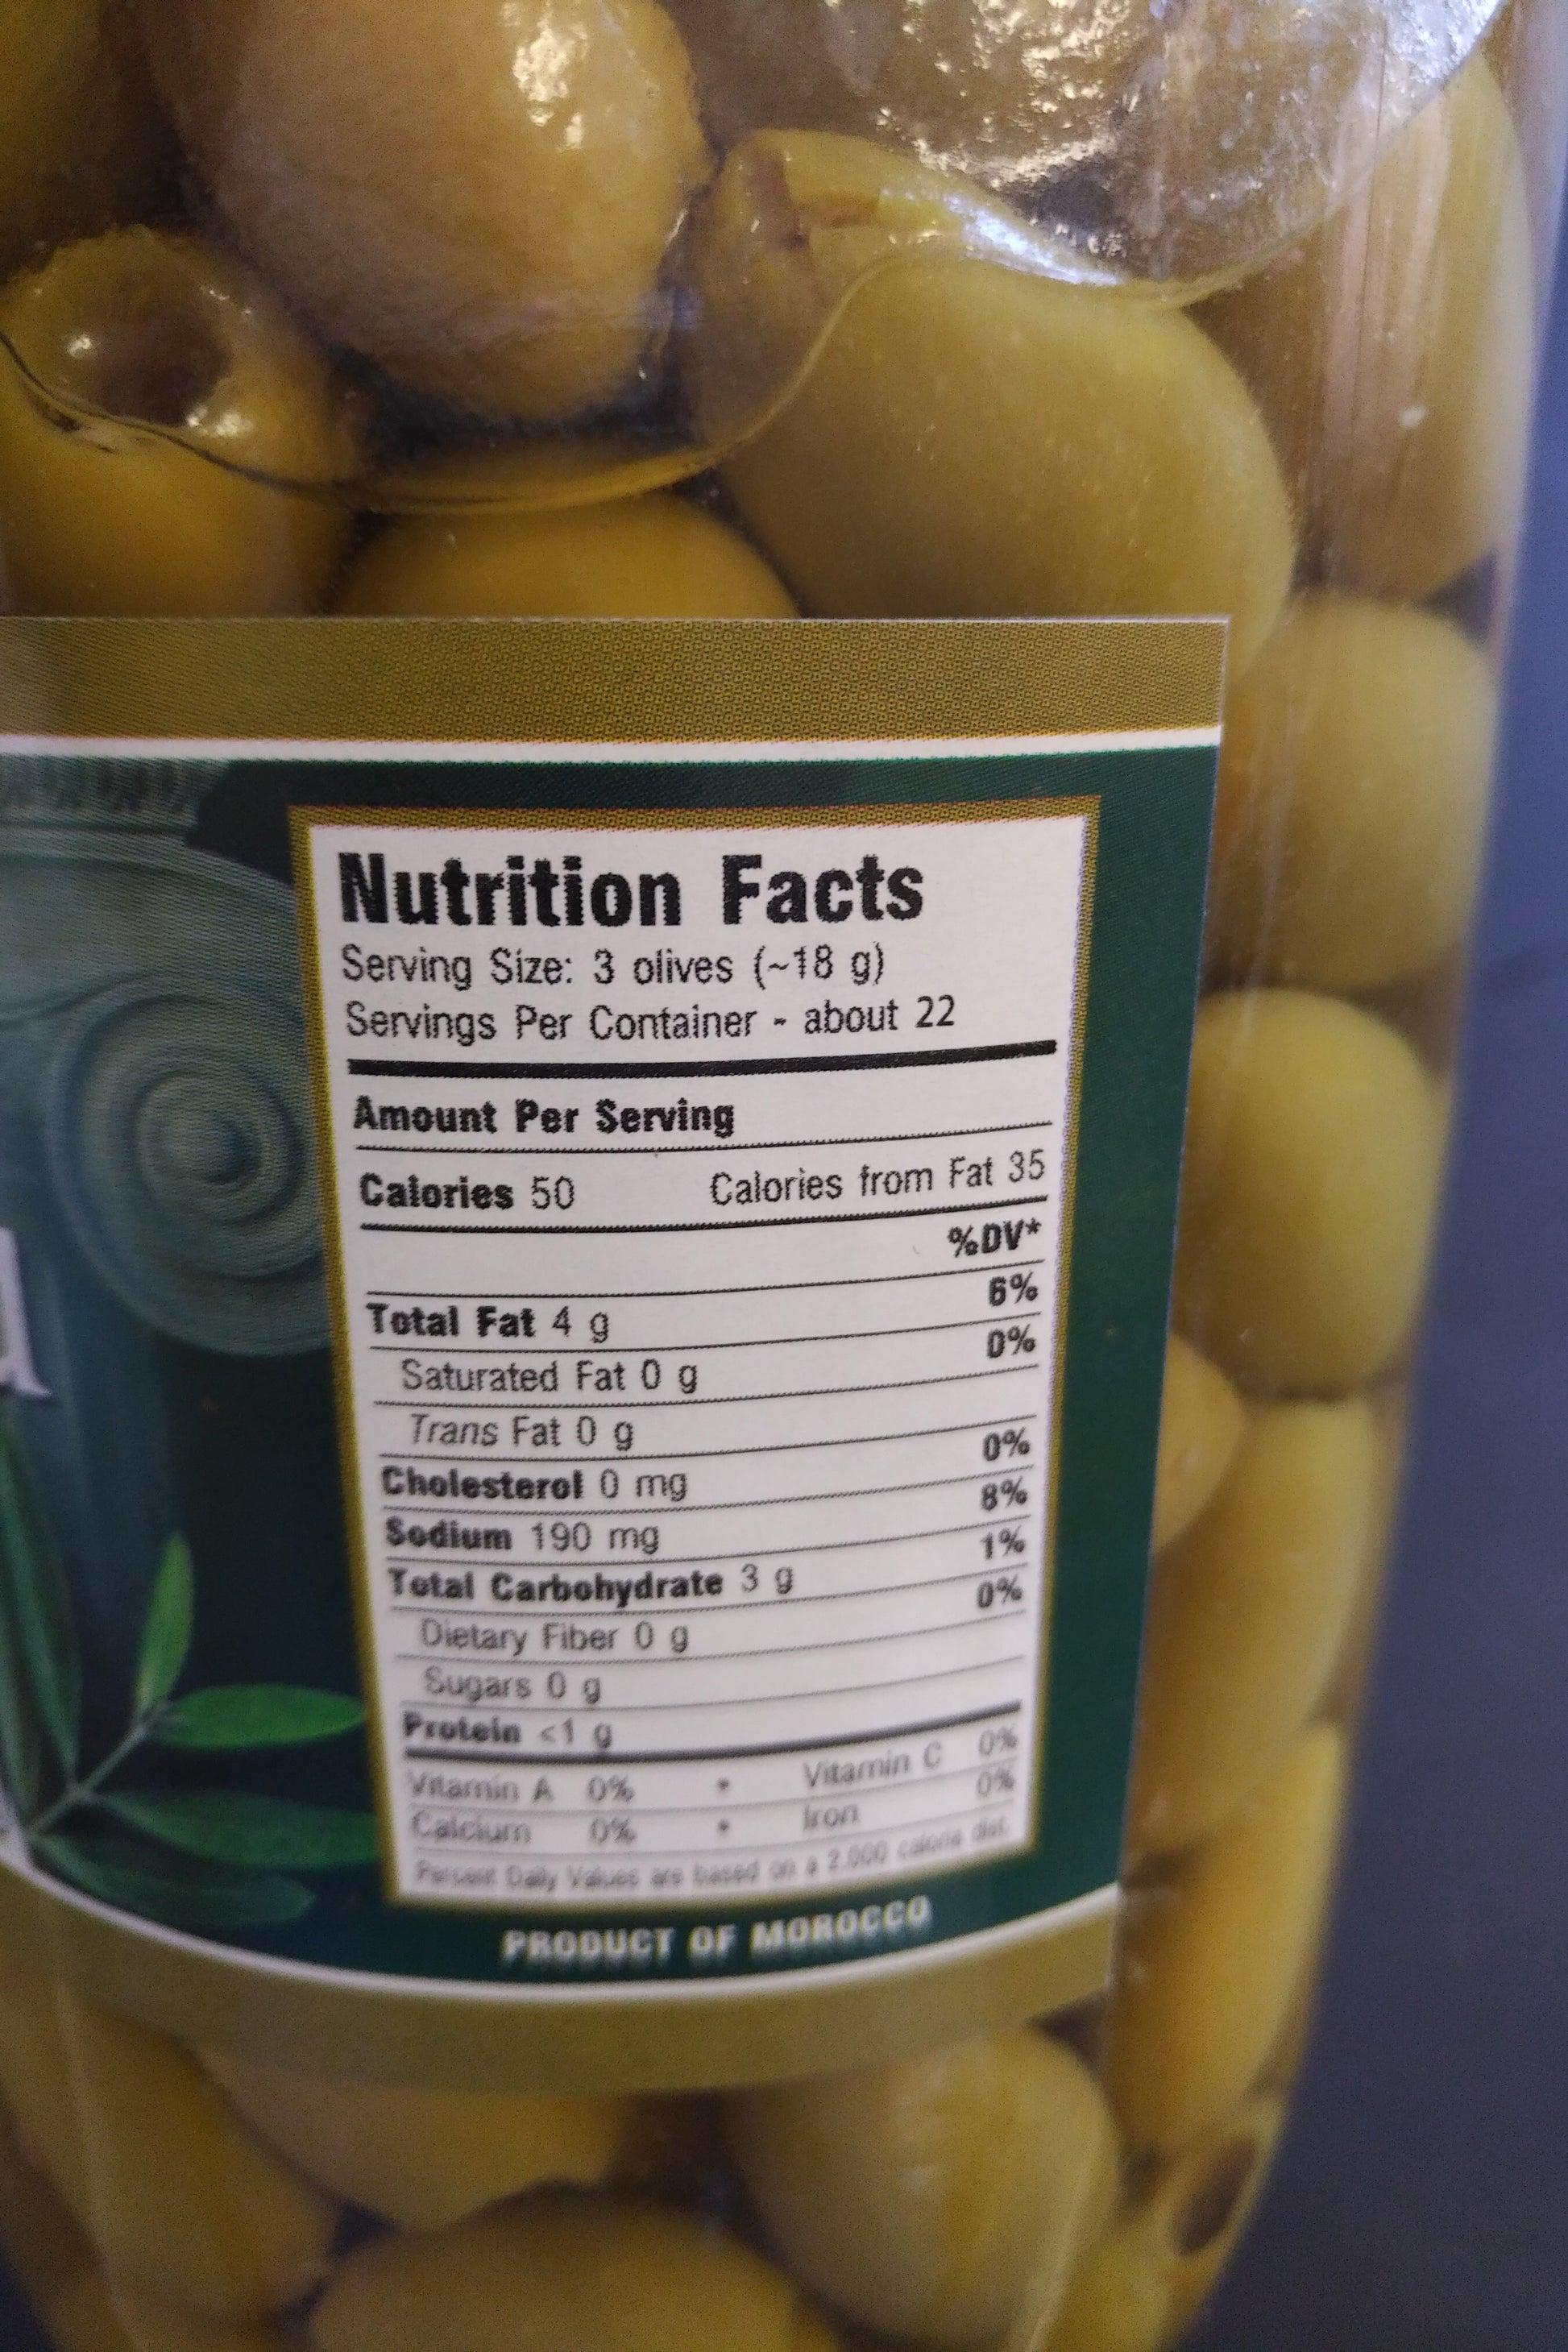 Nutrition Facts
Serving Size: 3 olives (~18 g)
Servings Per Container - about 22
Amount Per Serving
Calories 50 Calories from Fat 35
%DV*
Total Fat 4 g 6%
Saturated Fat 0 g 0%
Trans Fat 0 g
Cholesterol 0 mg 0%
Sodium 190 mg 8%
Total Carbohydrate 3 g 1%
Dietary Fiber 0 g 0%
Sugars 0 g
Protein <1 g
Vitamin A 0% • Vitamin C 0%
Calcium 0% • Iron 0%
Percent Daily Values are based on a 2,000 calorie diet.
PRODUCT OF MOROCCO